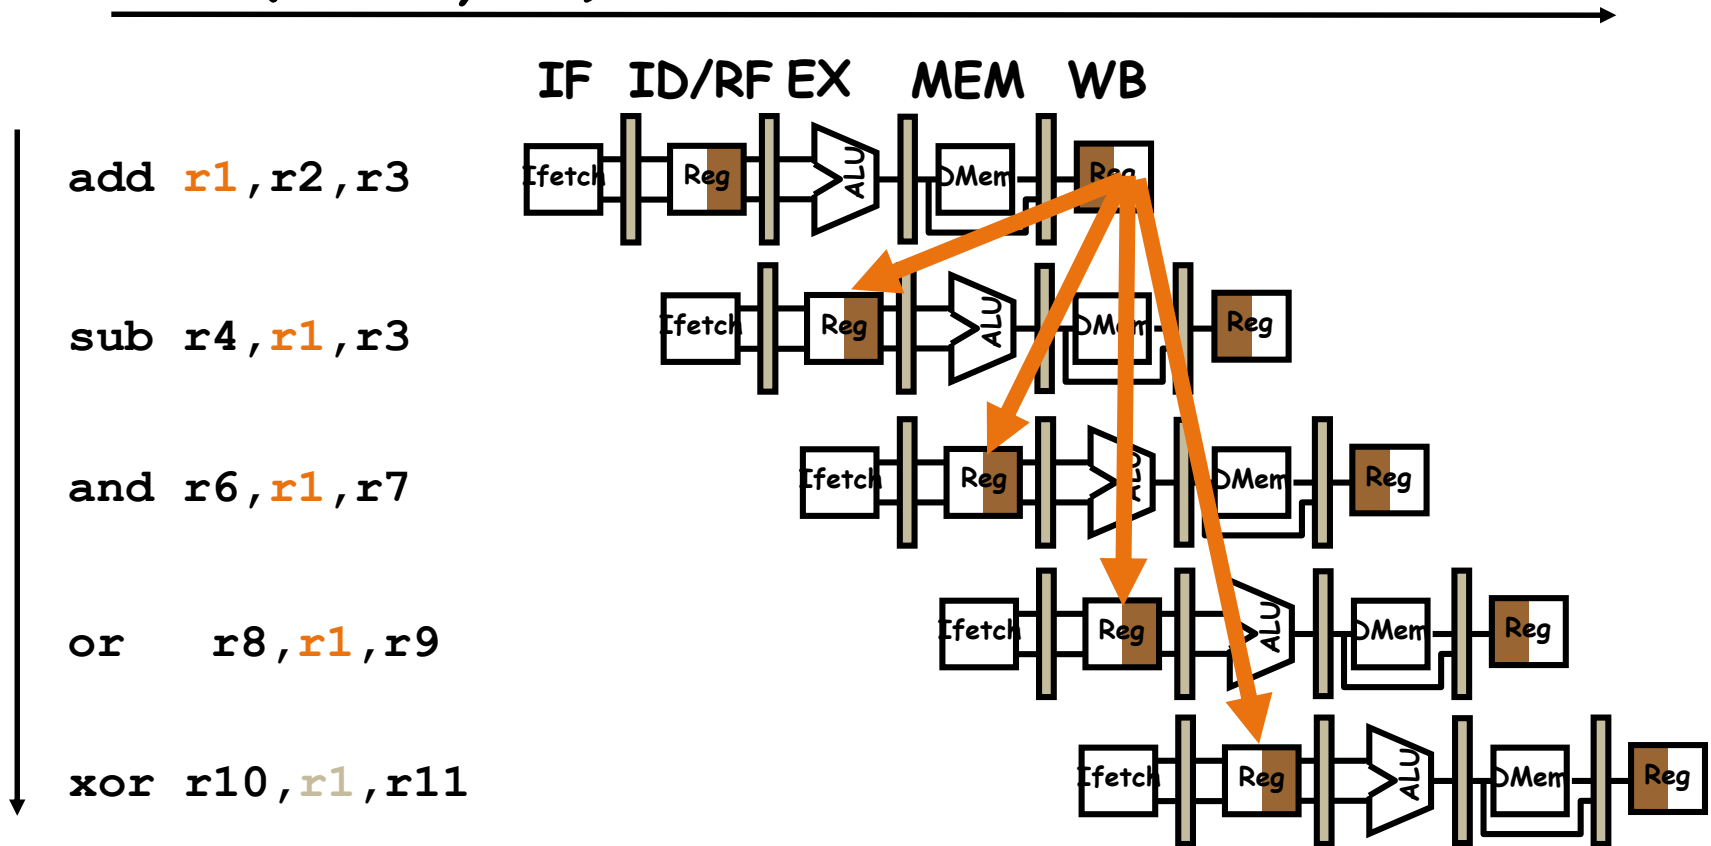 IF ID/RF EX MEM WB
add r1,r2,r3
Ifetch Reg ALU DMem Reg
sub r4,r1,r3
Ifetch Reg ALU DMem Reg
and r6,r1,r7
Ifetch Reg ALU DMem Reg
or r8,r1,r9
Ifetch Reg ALU DMem Reg
xor r10,r1,r11
Ifetch Reg ALU DMem Reg